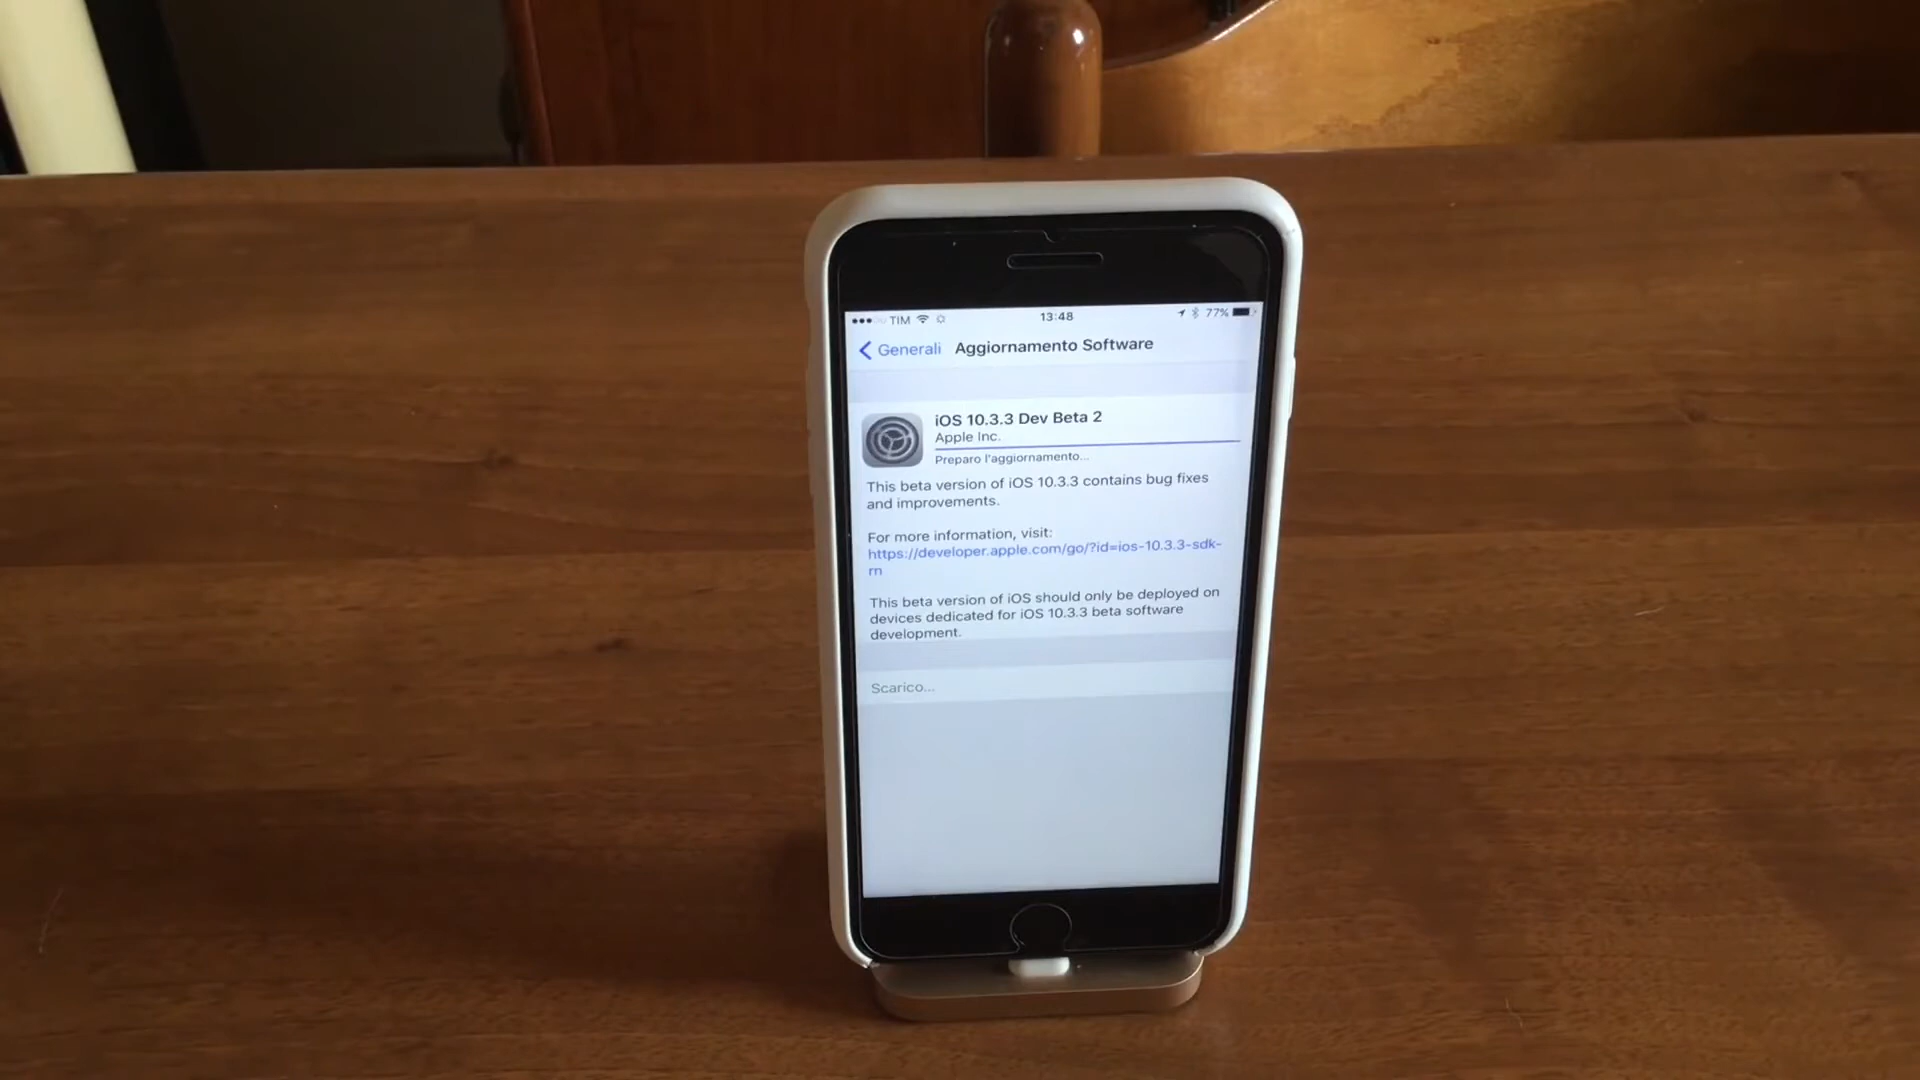 TIM 13:48 77%
Generali Aggiornamento Software
iOS 10.3.3 Dev Beta 2
Apple Inc.
Preparo l'aggiornamento...
This beta version of iOS 10.3.3 contains bug fixes
and improvements.
For more information, visit:
https://developer.apple.com/go/?id=ios-10.3.3-sdk-
rn
This beta version of iOS should only be deployed on
devices dedicated for iOS 10.3.3 beta software
development.
Scarico...